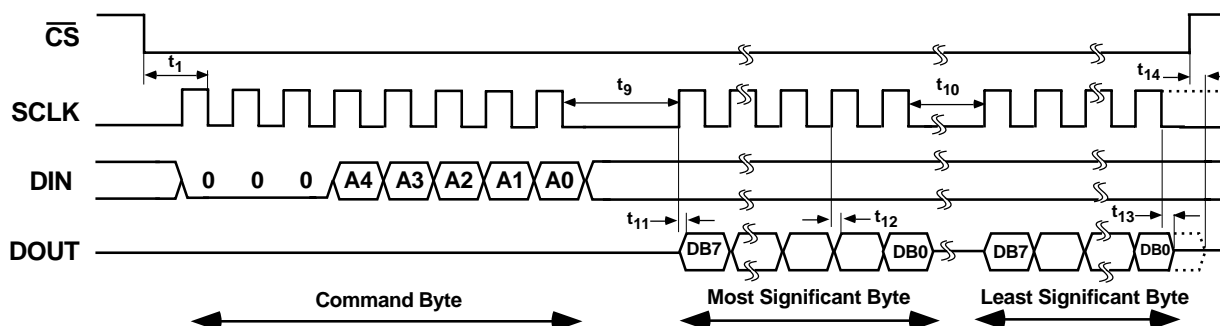 CS
t1
t14
SCLK
t9
t10
DIN
0 0 0 A4 A3 A2 A1 A0
t11
t12
t13
DOUT
DB7 DB0 DB7 DB0
Command Byte
Most Significant Byte
Least Significant Byte